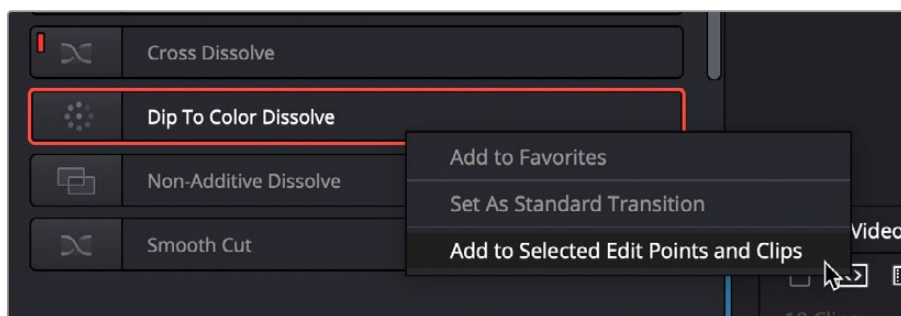 Cross Dissolve
Dip To Color Dissolve
Add to Favorites
Non-Additive Dissolve
Set As Standard Transition
Video
Smooth Cut
Add to Selected Edit Points and Clips